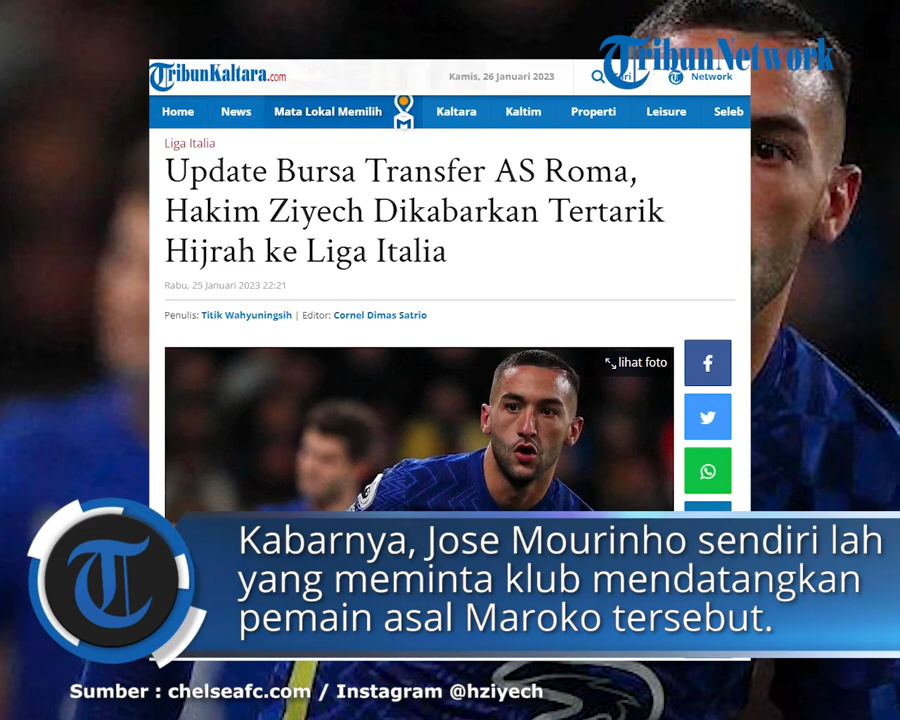 TribunNetwork
TribunKaltara.com
Kamis, 26 Januari 2023
Network
Home News Mata Lokal Memilih Kaltara Kaltim Properti Leisure Seleb
Liga Italia
Update Bursa Transfer AS Roma,
Hakim Ziyech Dikabarkan Tertarik
Hijrah ke Liga Italia
Rabu, 25 Januari 2023 22:21
Penulis: Titik Wahyuningsih | Editor: Cornel Dimas Satrio
lihat foto
Kabarnya, Jose Mourinho sendiri lah
yang meminta klub mendatangkan
pemain asal Maroko tersebut.
Sumber : chelseafc.com / Instagram @hziyech